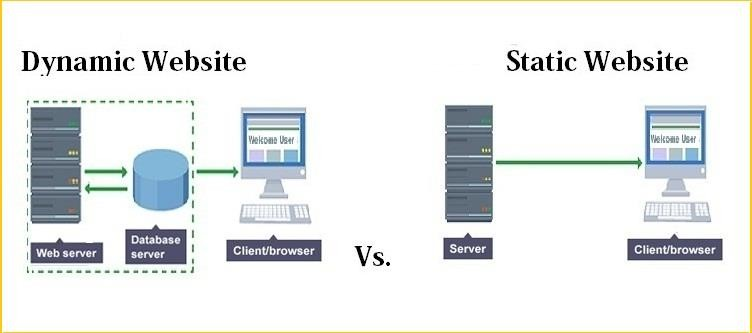 Dynamic Website
Static Website
Welcome User
Welcome User
Web server
Database
server
Client/browser
Vs.
Server
Client/browser